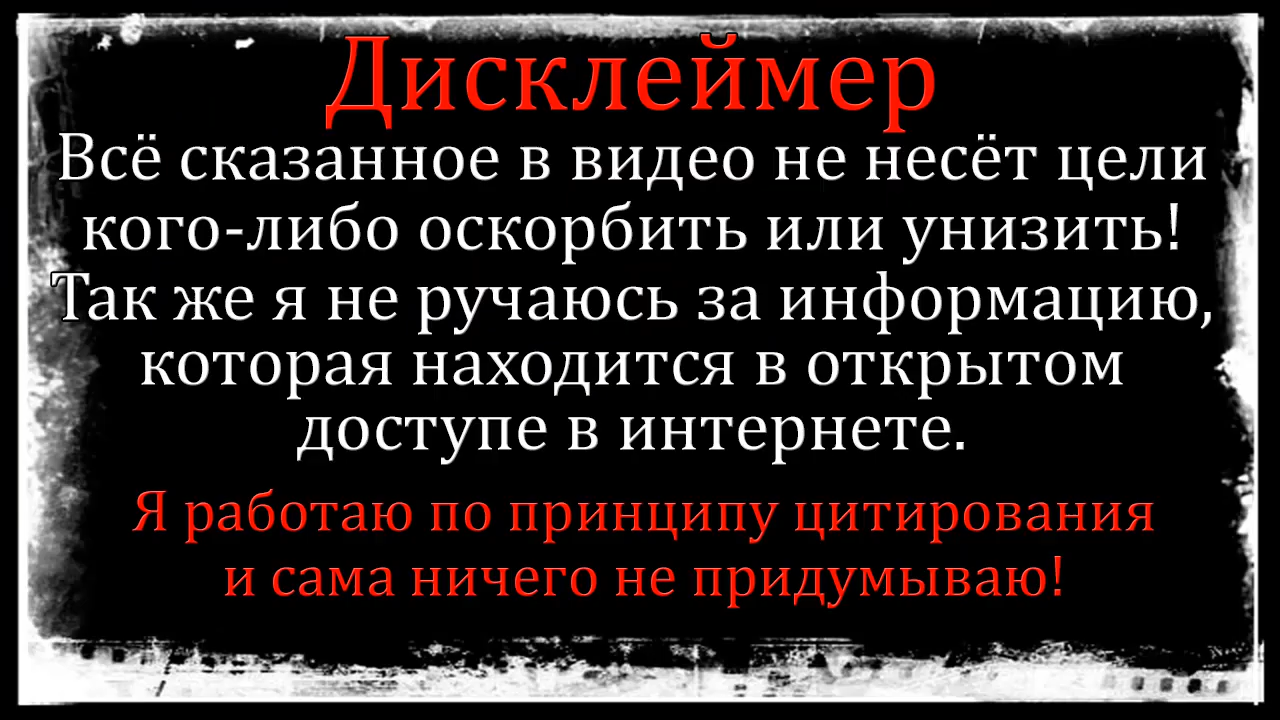 Дисклеймер
Всё сказанное в видео не несёт цели
кого-либо оскорбить или унизить!
Так же я не ручаюсь за информацию,
которая находится в открытом
доступе в интернете.
Я работаю по принципу цитирования
и сама ничего не придумываю!